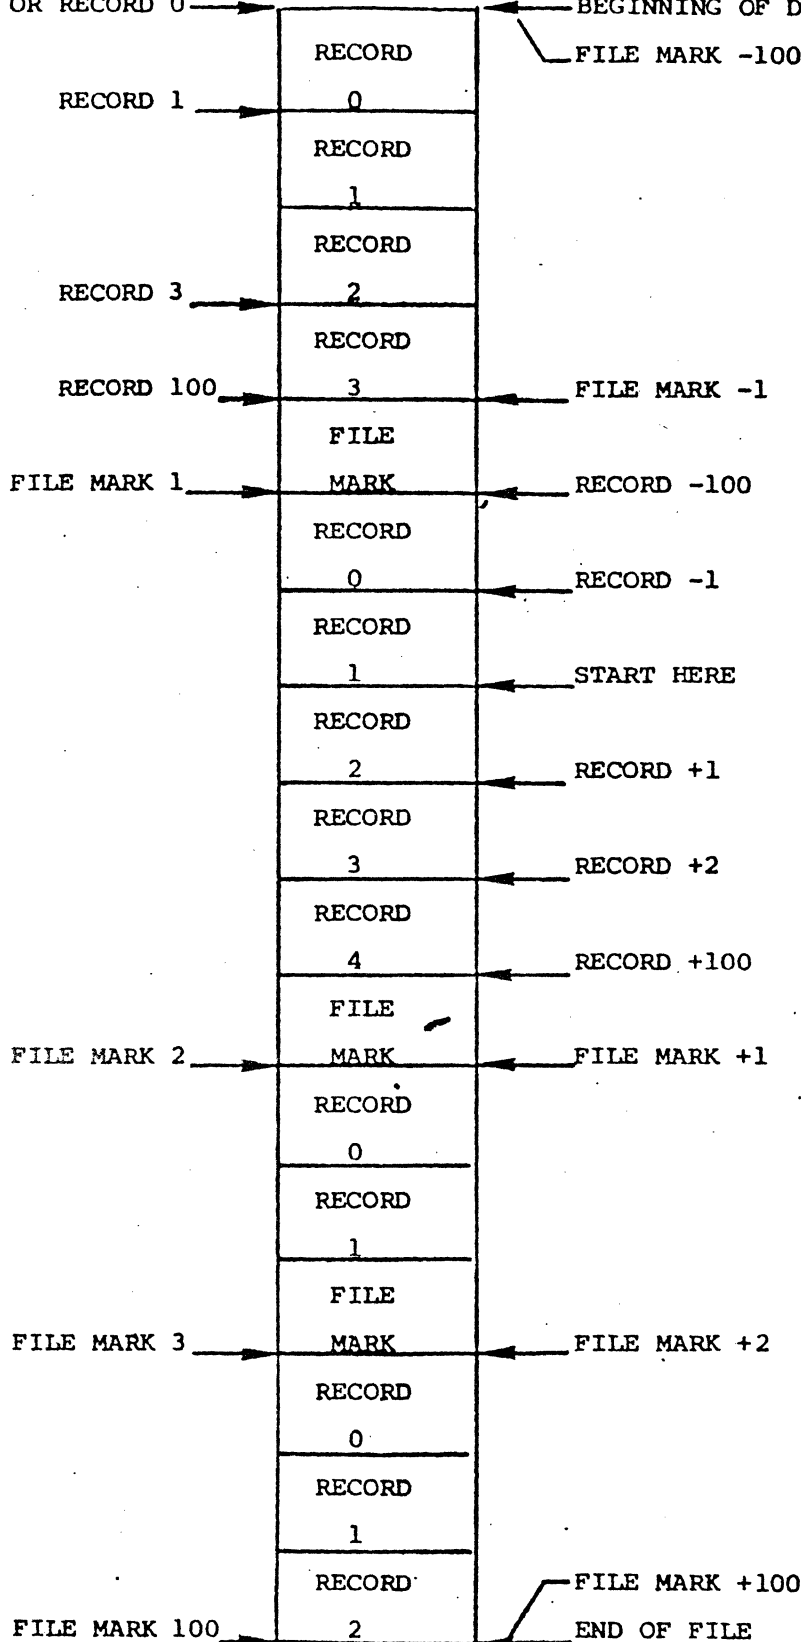 OR RECORD 0 BEGINNING OF D
RECORD FILE MARK -100
RECORD 1 0
RECORD
1
RECORD
RECORD 3 2
RECORD
RECORD 100 3 FILE MARK -1
FILE
FILE MARK 1 MARK RECORD -100
RECORD
0 RECORD -1
RECORD
1 START HERE
RECORD
2 RECORD +1
RECORD
3 RECORD +2
RECORD
4 RECORD +100
FILE
FILE MARK 2 MARK FILE MARK +1
RECORD
0
RECORD
1
FILE
FILE MARK 3 MARK FILE MARK +2
RECORD
0
RECORD
1
RECORD FILE MARK +100
FILE MARK 100 2 END OF FILE